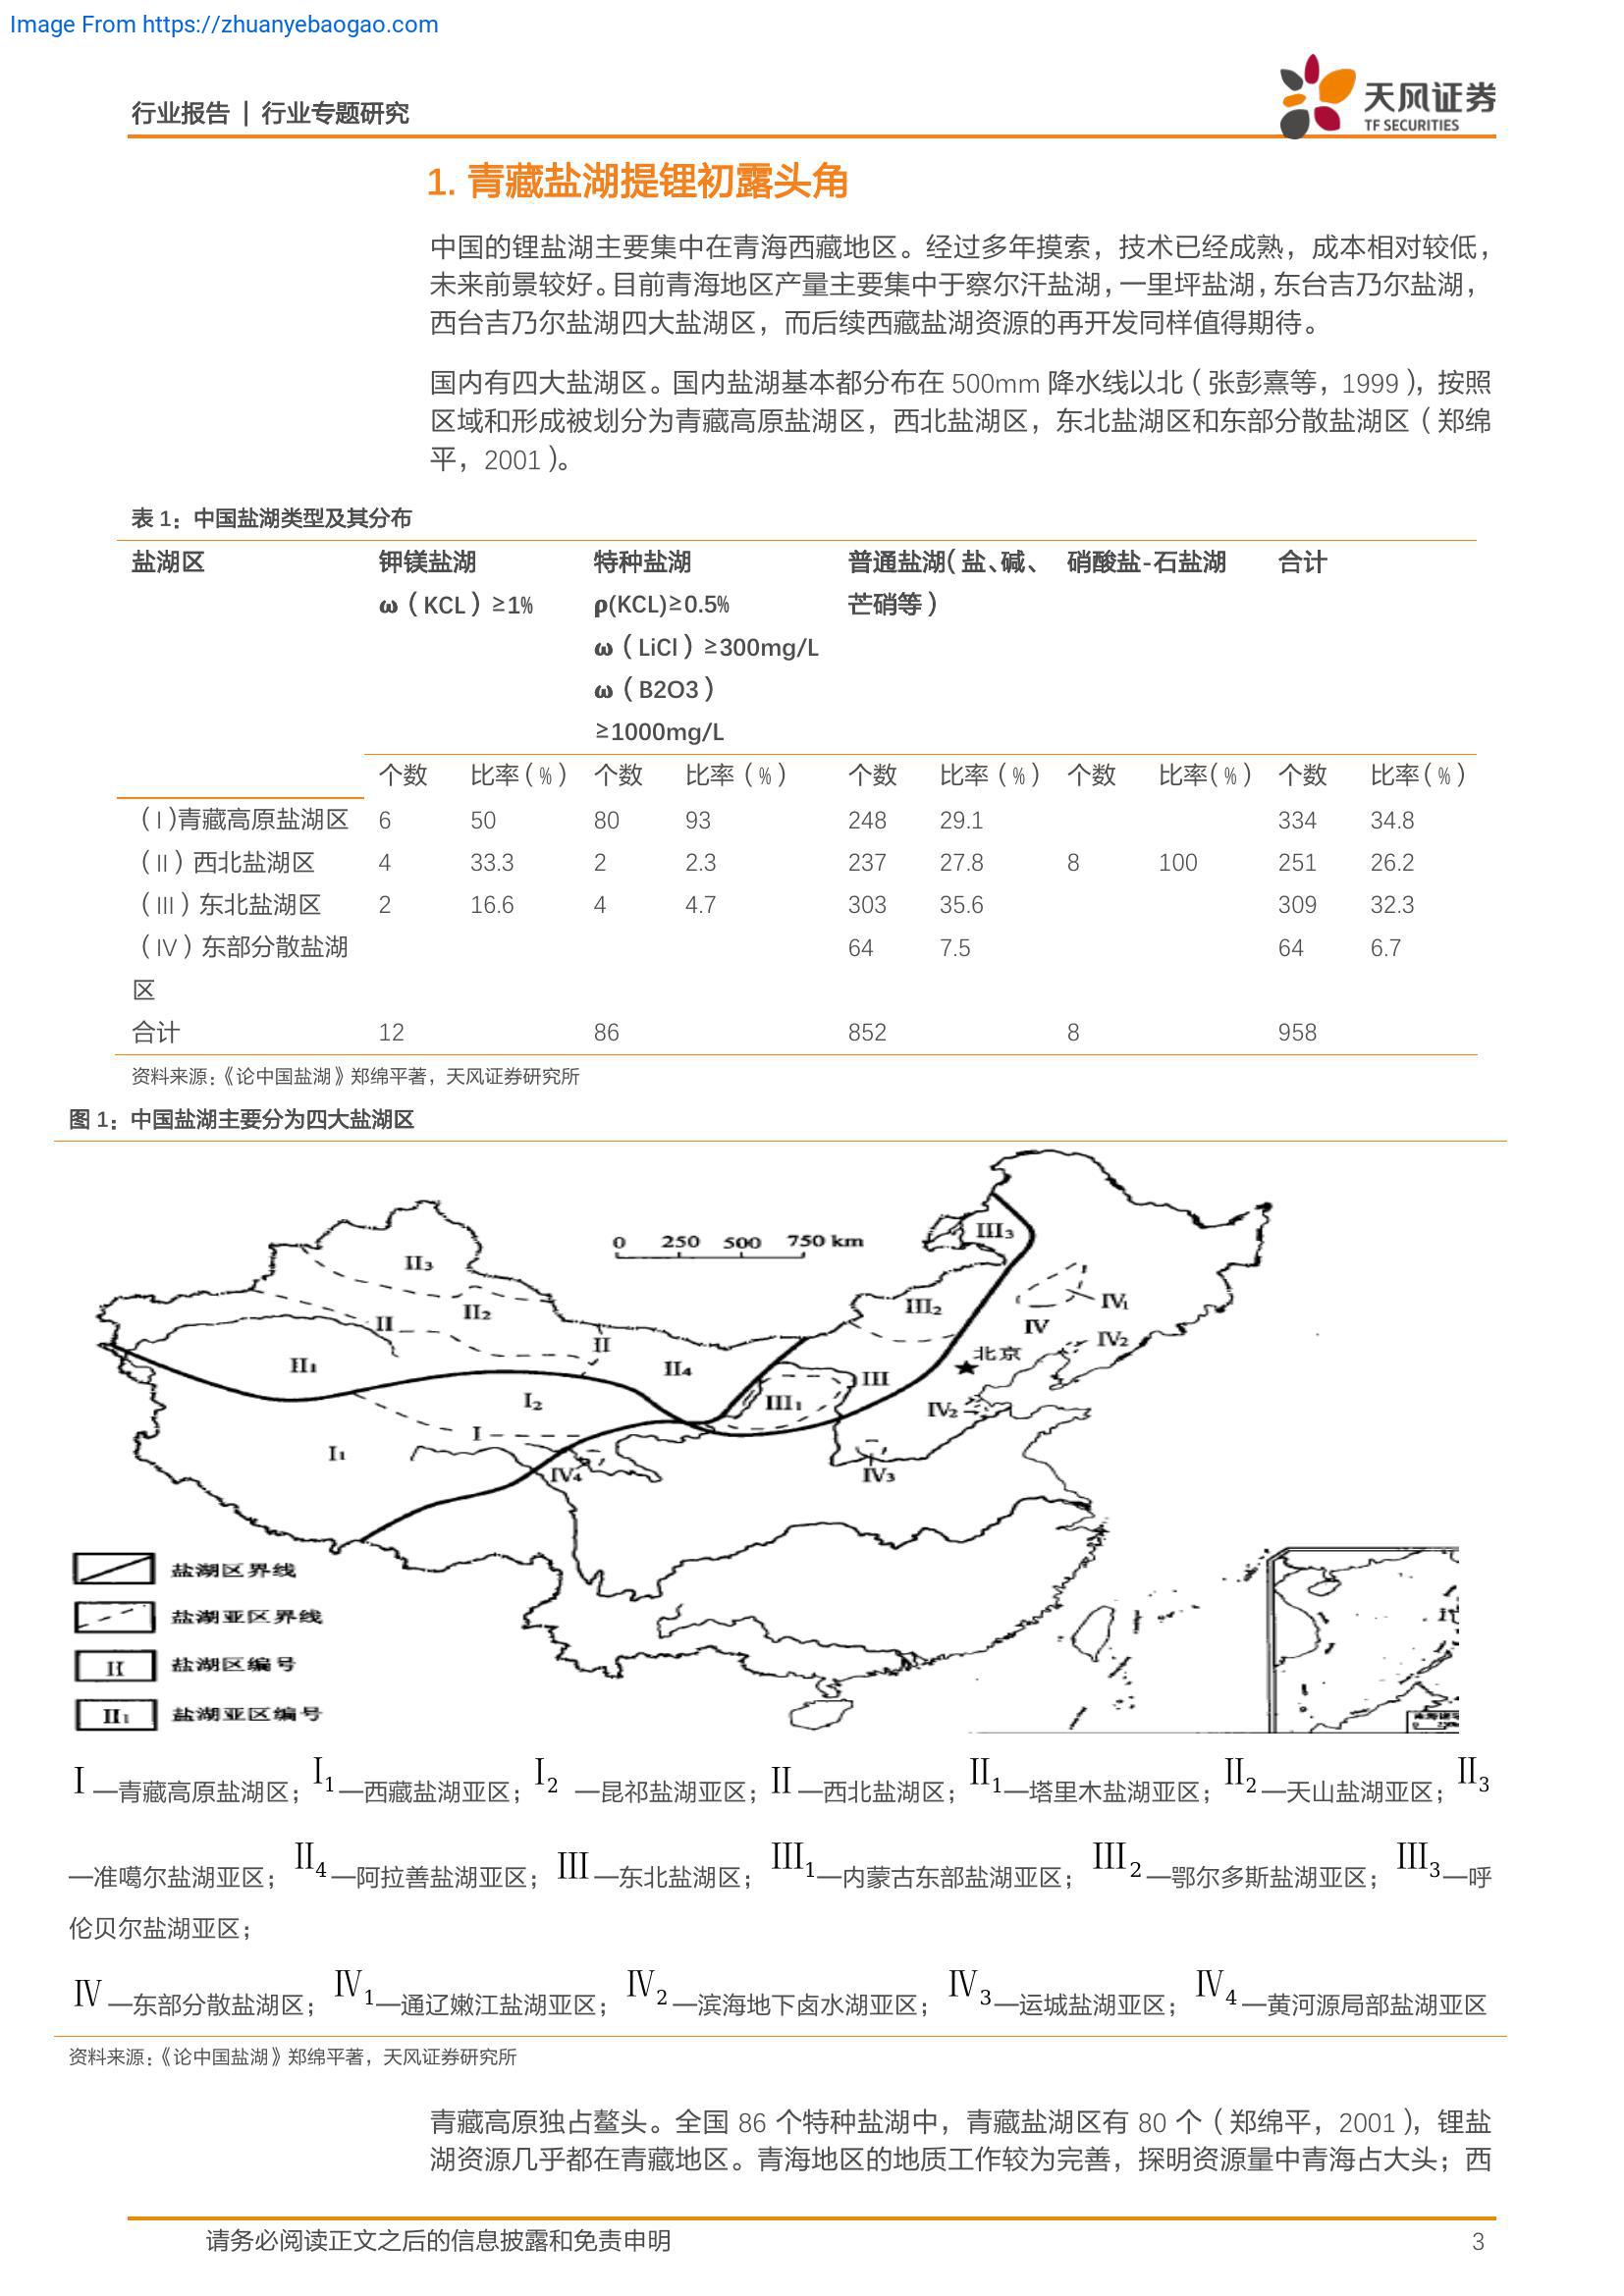 Image From https://zhuanyebaogao.com
行业报告 | 行业专题研究
天风证券
TF SECURITIES
1. 青藏盐湖提锂初露头角
中国的锂盐湖主要集中在青海西藏地区。经过多年摸索，技术已经成熟，成本相对较低，
未来前景较好。目前青海地区产量主要集中于察尔汗盐湖，一里坪盐湖，东台吉乃尔盐湖，
西台吉乃尔盐湖四大盐湖区，而后续西藏盐湖资源的再开发同样值得期待。
国内有四大盐湖区。国内盐湖基本都分布在 500mm 降水线以北（张彭熹等，1999），按照
区域和形成被划分为青藏高原盐湖区，西北盐湖区，东北盐湖区和东部分散盐湖区（郑绵
平，2001）。
表 1：中国盐湖类型及其分布
盐湖区 钾镁盐湖 特种盐湖 普通盐湖（盐、碱、 硝酸盐-石盐湖 合计
ω（KCL）≥1% ρ(KCL)≥0.5% 芒硝等）
ω（LiCl）≥300mg/L
ω（B2O3）
≥1000mg/L
个数 比率（%） 个数 比率（%） 个数 比率（%） 个数 比率（%） 个数 比率（%）
（I）青藏高原盐湖区 6 50 80 93 248 29.1 334 34.8
（II）西北盐湖区 4 33.3 2 2.3 237 27.8 8 100 251 26.2
（III）东北盐湖区 2 16.6 4 4.7 303 35.6 309 32.3
（IV）东部分散盐湖 64 7.5 64 6.7
区
合计 12 86 852 8 958
资料来源：《论中国盐湖》郑绵平著，天风证券研究所
图 1：中国盐湖主要分为四大盐湖区
0 250 500 750 km
III3
II3
III2
IV1
II2
II
IV
IV2
II
北京
II1
II4
III
III1
I2
IV2
I
I1
IV4
IV3
盐湖区界线
盐湖亚区界线
II 盐湖区编号
II1 盐湖亚区编号
Ⅰ—青藏高原盐湖区；Ⅰ1—西藏盐湖亚区；Ⅰ2 —昆祁盐湖亚区；Ⅱ—西北盐湖区；Ⅱ1—塔里木盐湖亚区；Ⅱ2—天山盐湖亚区；Ⅱ3
—准噶尔盐湖亚区；Ⅱ4—阿拉善盐湖亚区；Ⅲ—东北盐湖区；Ⅲ1—内蒙古东部盐湖亚区；Ⅲ2—鄂尔多斯盐湖亚区；Ⅲ3—呼
伦贝尔盐湖亚区；
Ⅳ—东部分散盐湖区；Ⅳ1—通辽嫩江盐湖亚区；Ⅳ2—滨海地下卤水湖亚区；Ⅳ3—运城盐湖亚区；Ⅳ4—黄河源局部盐湖亚区
资料来源：《论中国盐湖》郑绵平著，天风证券研究所
青藏高原独占鳌头。全国 86 个特种盐湖中，青藏盐湖区有 80 个（郑绵平，2001），锂盐
湖资源几乎都在青藏地区。青海地区的地质工作较为完善，探明资源量中青海占大头；西
请务必阅读正文之后的信息披露和免责申明 3